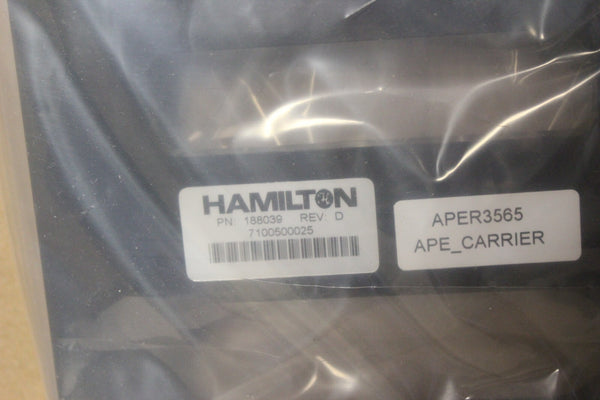 HAMILTON
PN: 188039 REV: D
7100500025
APER3565
APE_CARRIER